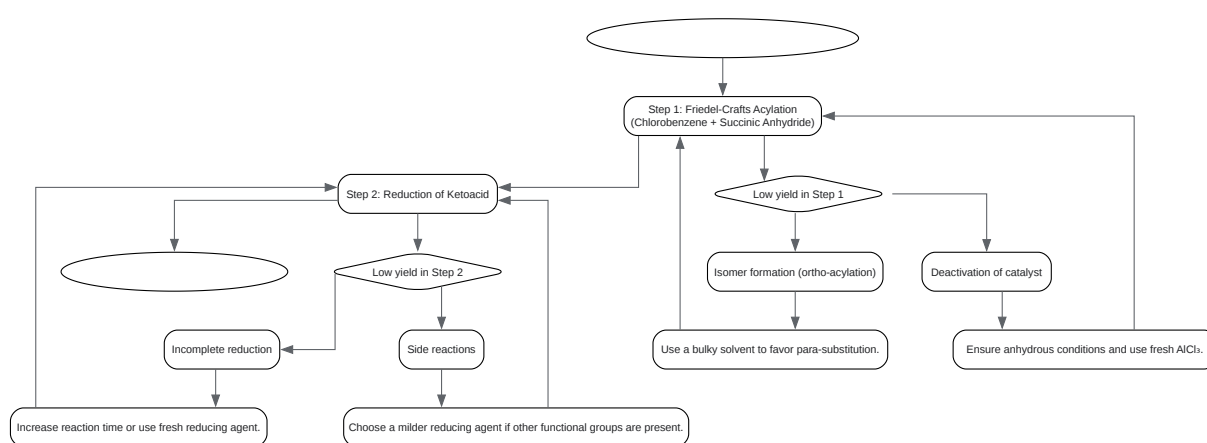 Step 1: Friedel-Crafts Acylation
(Chlorobenzene + Succinic Anhydride)
Step 2: Reduction of Ketoacid
Low yield in Step 1
Low yield in Step 2
Isomer formation (ortho-acylation)
Deactivation of catalyst
Incomplete reduction
Side reactions
Use a bulky solvent to favor para-substitution.
Ensure anhydrous conditions and use fresh AlCl₃.
Increase reaction time or use fresh reducing agent.
Choose a milder reducing agent if other functional groups are present.